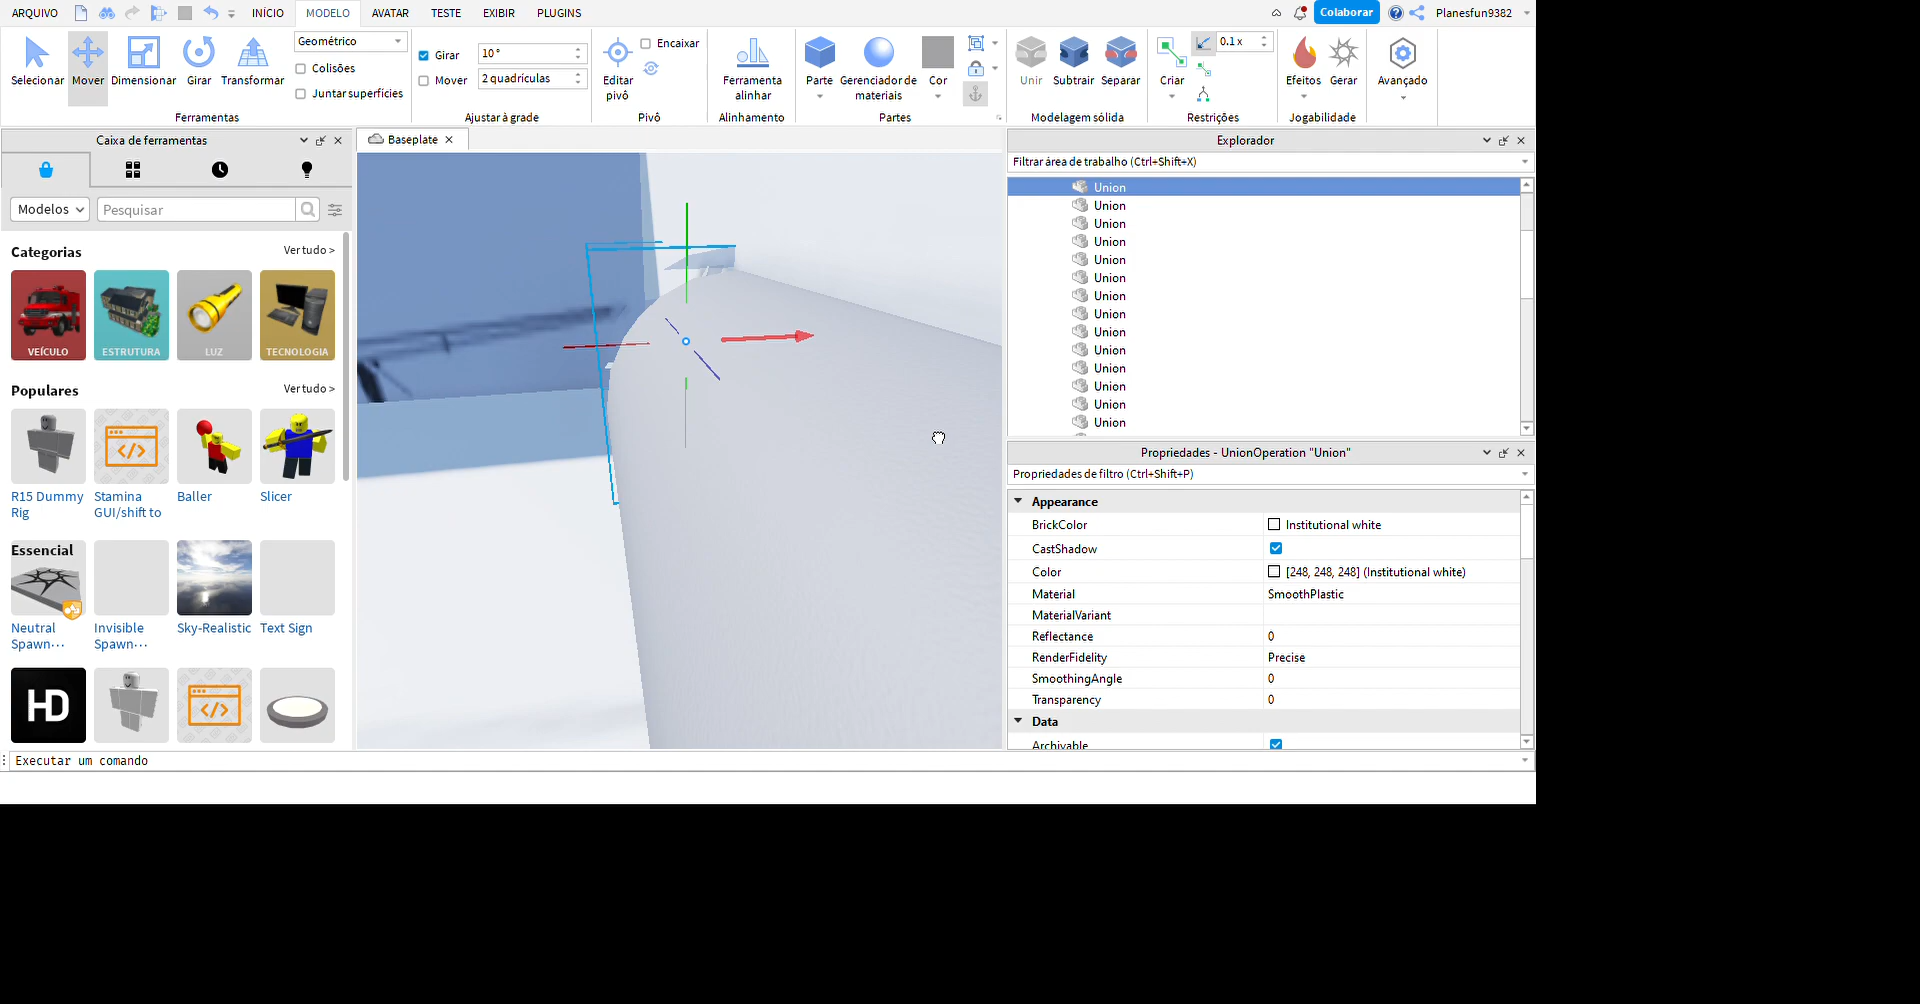 ARQUIVO INÍCIO MODELO AVATAR TESTE EXIBIR PLUGINS Colaborar Planesfun9382
Selecionar Mover Dimensionar Girar Transformar
Geométrico
Colisões
Juntar superfícies
Ferramentas
Girar 10 °
Mover 2 quadrículas
Ajustar à grade
Editar pivô
Encaixar
Pivô
Ferramenta alinhar
Alinhamento
Parte
Gerenciador de materiais
Cor
Partes
Unir Subtrair Separar
Modelagem sólida
Criar
0.1 x
Restrições
Efeitos Gerar
Jogabilidade
Avançado
Caixa de ferramentas
Modelos Pesquisar
Categorias Ver tudo >
VEÍCULO ESTRUTURA LUZ TECNOLOGIA
Populares Ver tudo >
R15 Dummy Rig
Stamina GUI/shift to
Baller
Slicer
Essencial
Neutral Spawn···
Invisible Spawn···
Sky-Realistic
Text Sign
HD
Baseplate
Explorador
Filtrar área de trabalho (Ctrl+Shift+X)
Union
Union
Union
Union
Union
Union
Union
Union
Union
Union
Union
Union
Union
Union
Propriedades - UnionOperation "Union"
Propriedades de filtro (Ctrl+Shift+P)
Appearance
BrickColor Institutional white
CastShadow
Color [248, 248, 248] (Institutional white)
Material SmoothPlastic
MaterialVariant
Reflectance 0
RenderFidelity Precise
SmoothingAngle 0
Transparency 0
Data
Archivable
Executar um comando